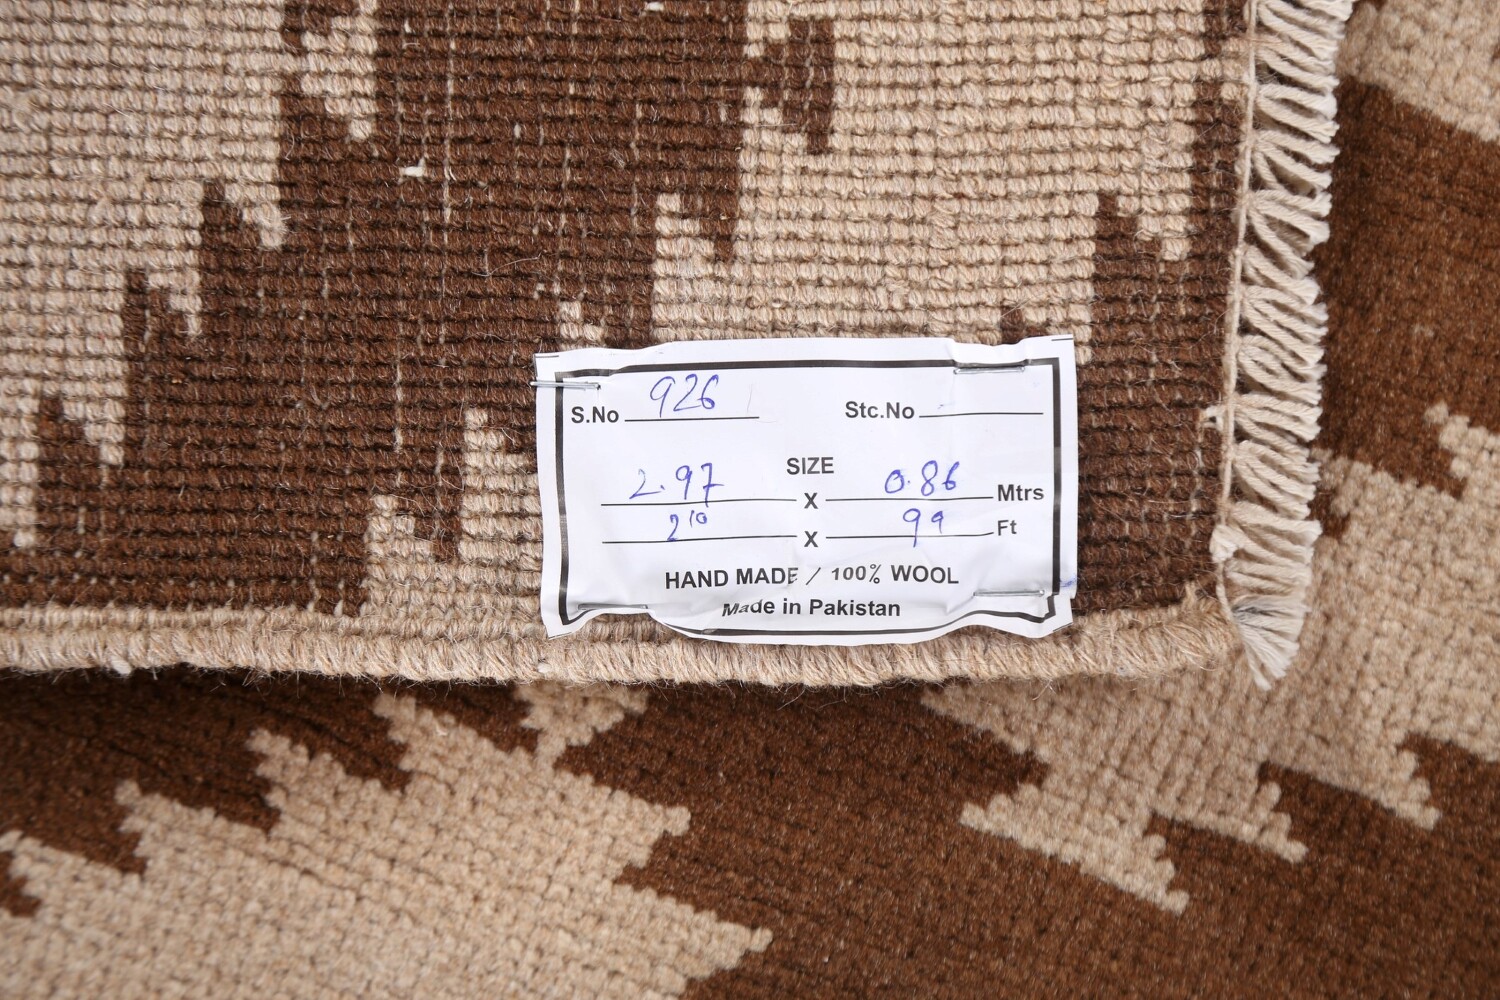 S.No 926 Stc.No
SIZE
2.97 X 0.86 Mtrs
2'10 X 9'9 Ft
HAND MADE / 100% WOOL
Made in Pakistan